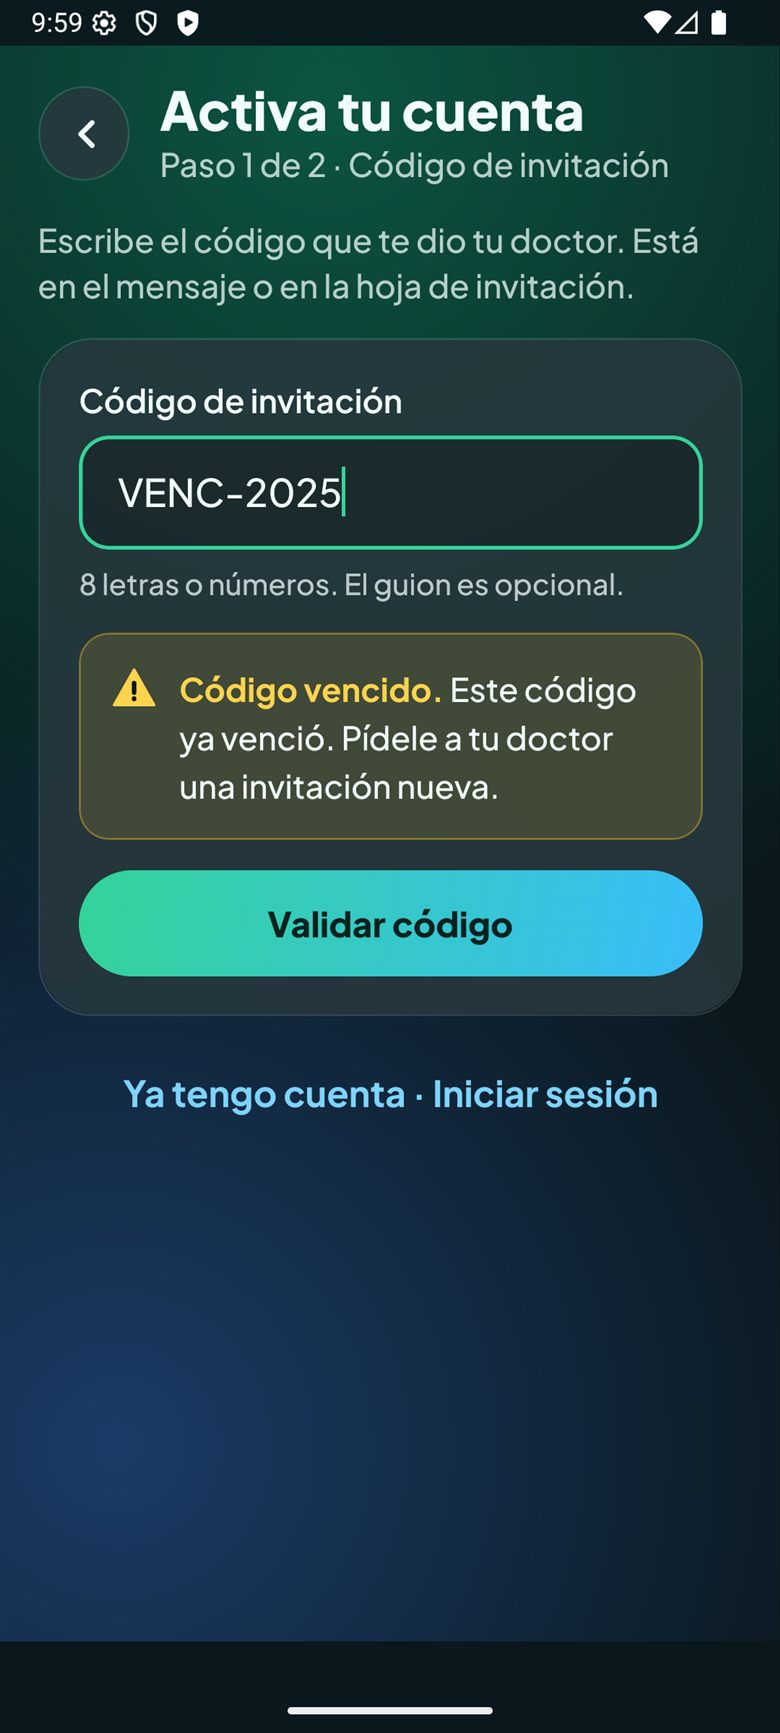 9:59
Activa tu cuenta
Paso 1 de 2 · Código de invitación
Escribe el código que te dio tu doctor. Está
en el mensaje o en la hoja de invitación.
Código de invitación
VENC-2025
8 letras o números. El guion es opcional.
Código vencido. Este código
ya venció. Pídele a tu doctor
una invitación nueva.
Validar código
Ya tengo cuenta · Iniciar sesión